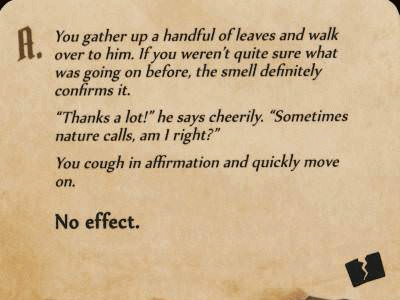 A.
You gather up a handful of leaves and walk
over to him. If you weren't quite sure what
was going on before, the smell definitely
confirms it.
"Thanks a lot!" he says cheerily. "Sometimes
nature calls, am I right?"
You cough in affirmation and quickly move
on.
No effect.